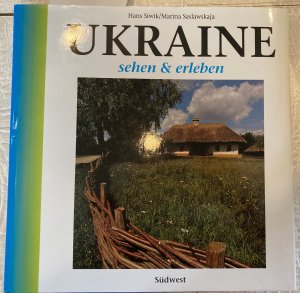 Hans Siwik/Marina Saslawskaja
UKRAINE
sehen & erleben
Südwest